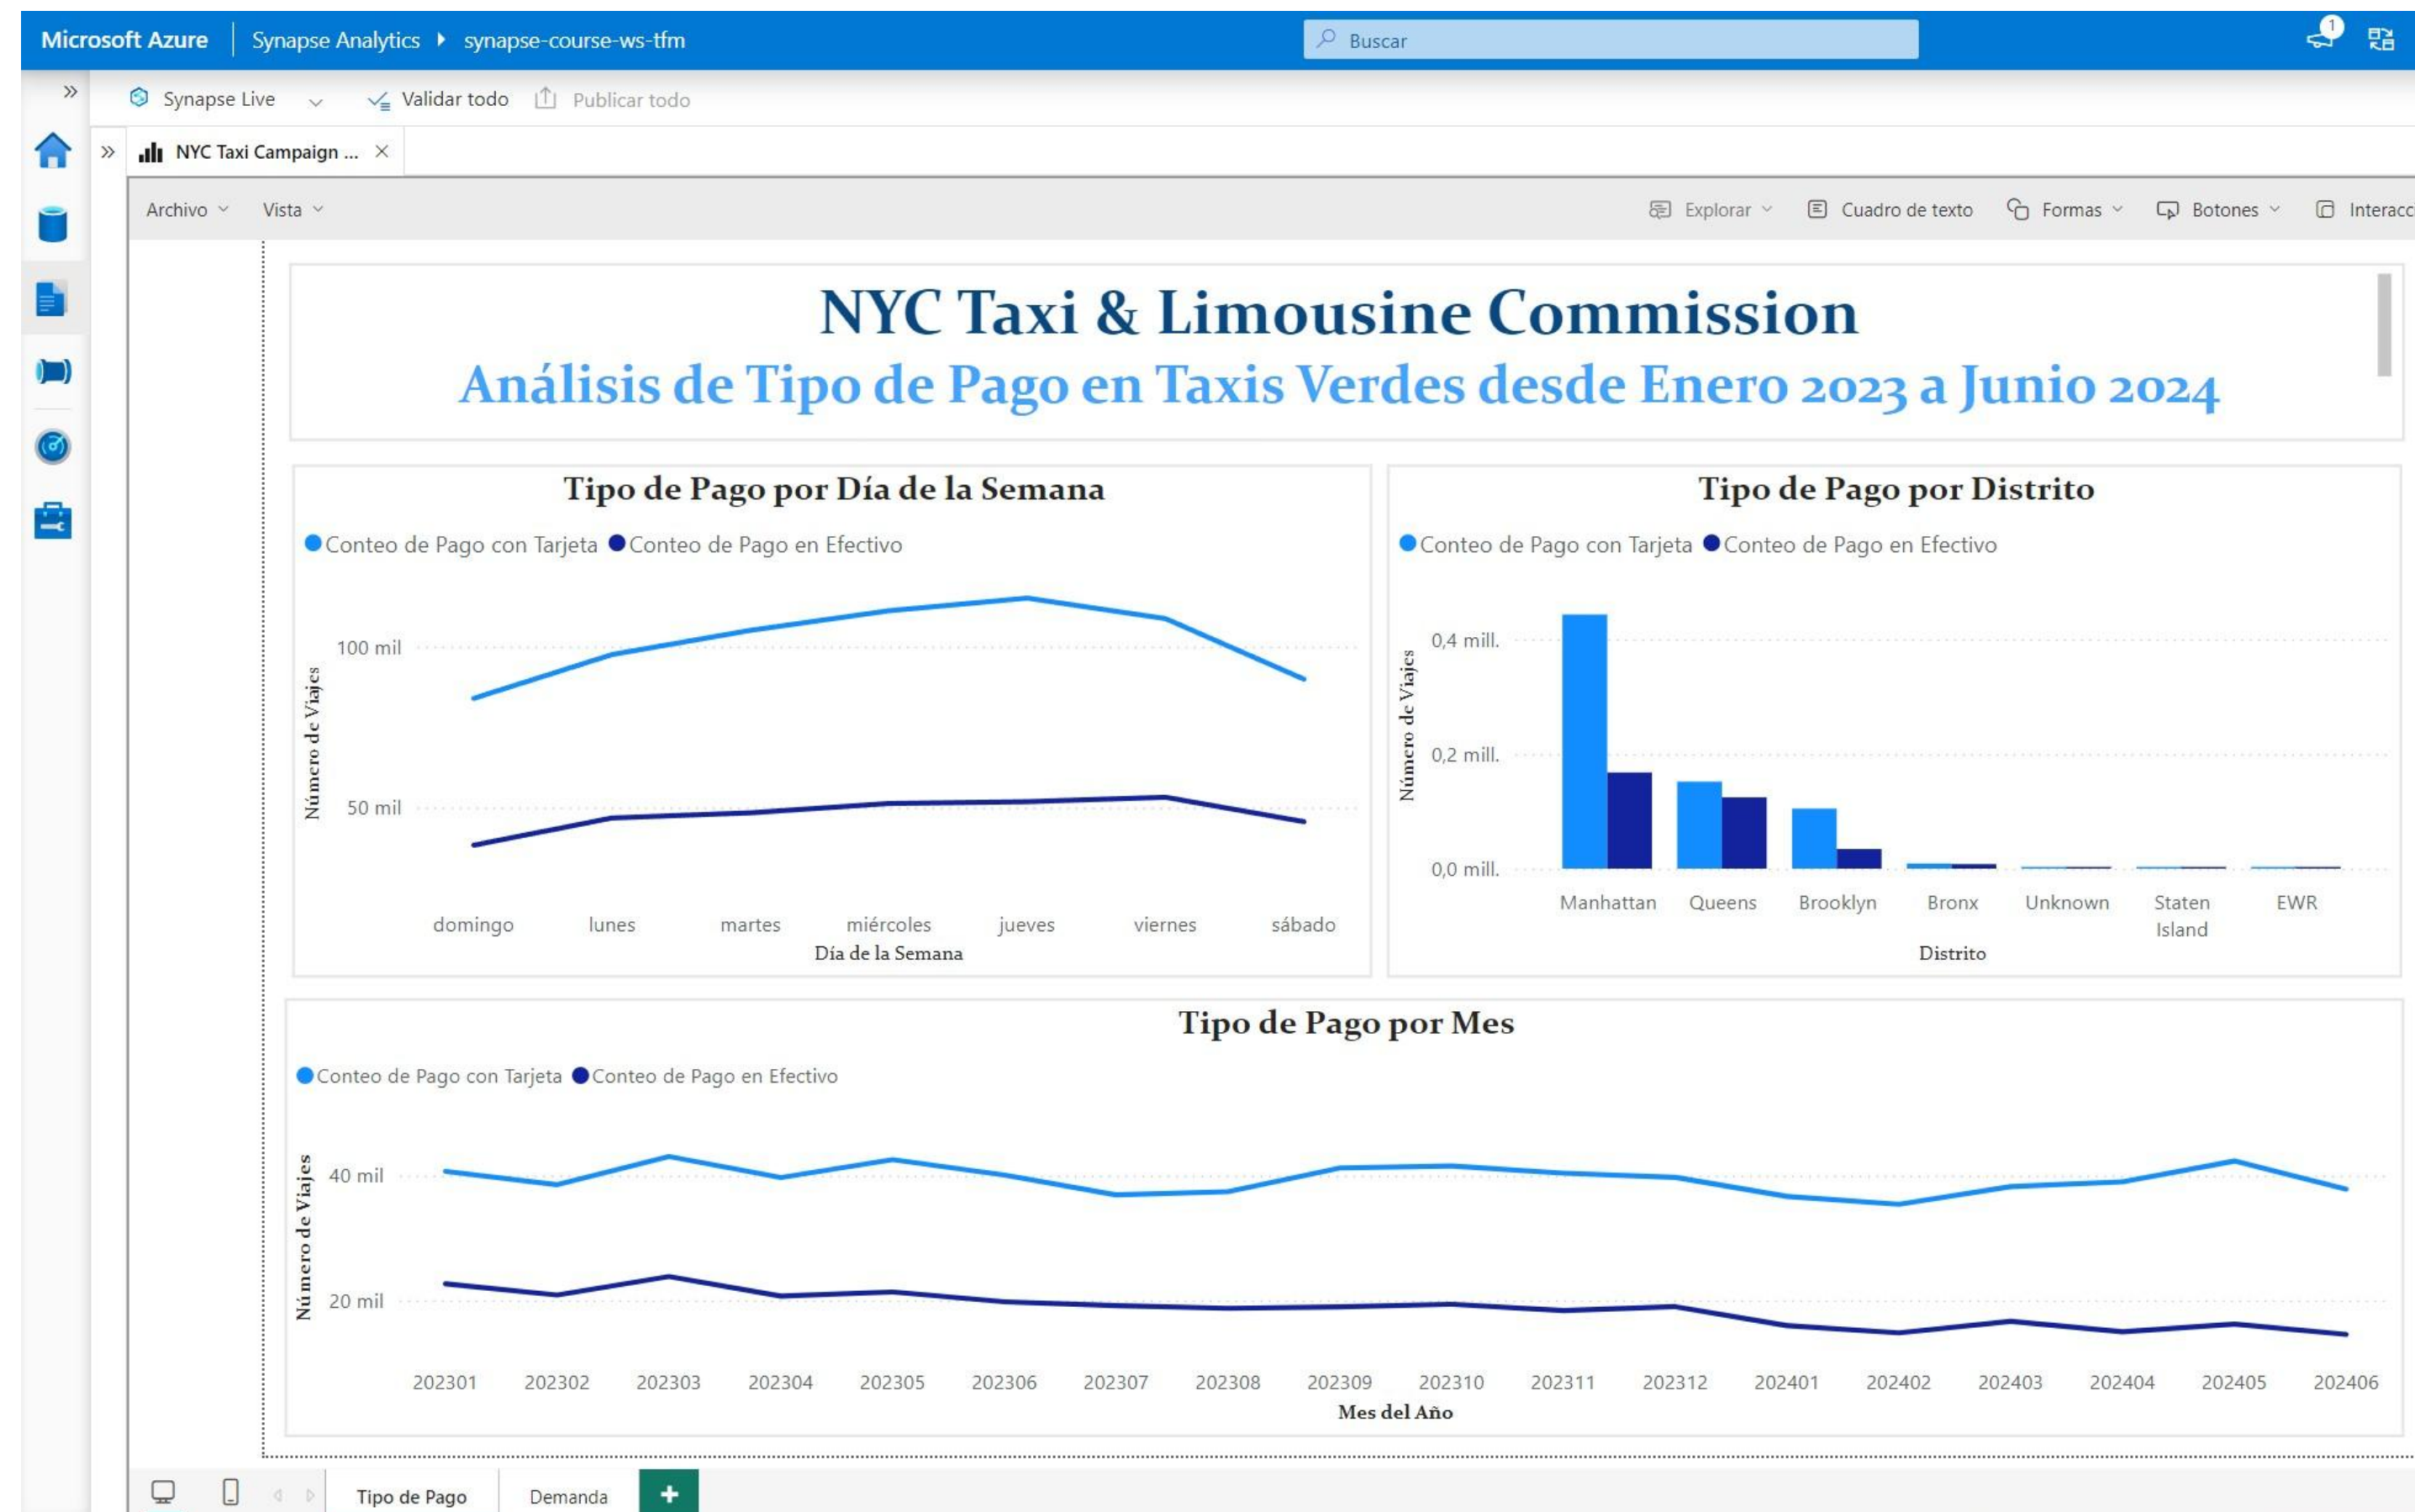 Microsoft Azure Synapse Analytics synapse-course-ws-tfm Buscar 1
Synapse Live Validar todo Publicar todo
NYC Taxi Campaign ...
Archivo Vista Explorar Cuadro de texto Formas Botones Interacc
NYC Taxi & Limousine Commission
Análisis de Tipo de Pago en Taxis Verdes desde Enero 2023 a Junio 2024
Tipo de Pago por Día de la Semana
Conteo de Pago con Tarjeta Conteo de Pago en Efectivo
Número de Viajes
100 mil
50 mil
domingo lunes martes miércoles jueves viernes sábado
Día de la Semana
Tipo de Pago por Distrito
Conteo de Pago con Tarjeta Conteo de Pago en Efectivo
Número de Viajes
0,4 mill.
0,2 mill.
0,0 mill.
Manhattan Queens Brooklyn Bronx Unknown Staten EWR
Island
Distrito
Tipo de Pago por Mes
Conteo de Pago con Tarjeta Conteo de Pago en Efectivo
Número de Viajes
40 mil
20 mil
202301 202302 202303 202304 202305 202306 202307 202308 202309 202310 202311 202312 202401 202402 202403 202404 202405 202406
Mes del Año
Tipo de Pago Demanda +